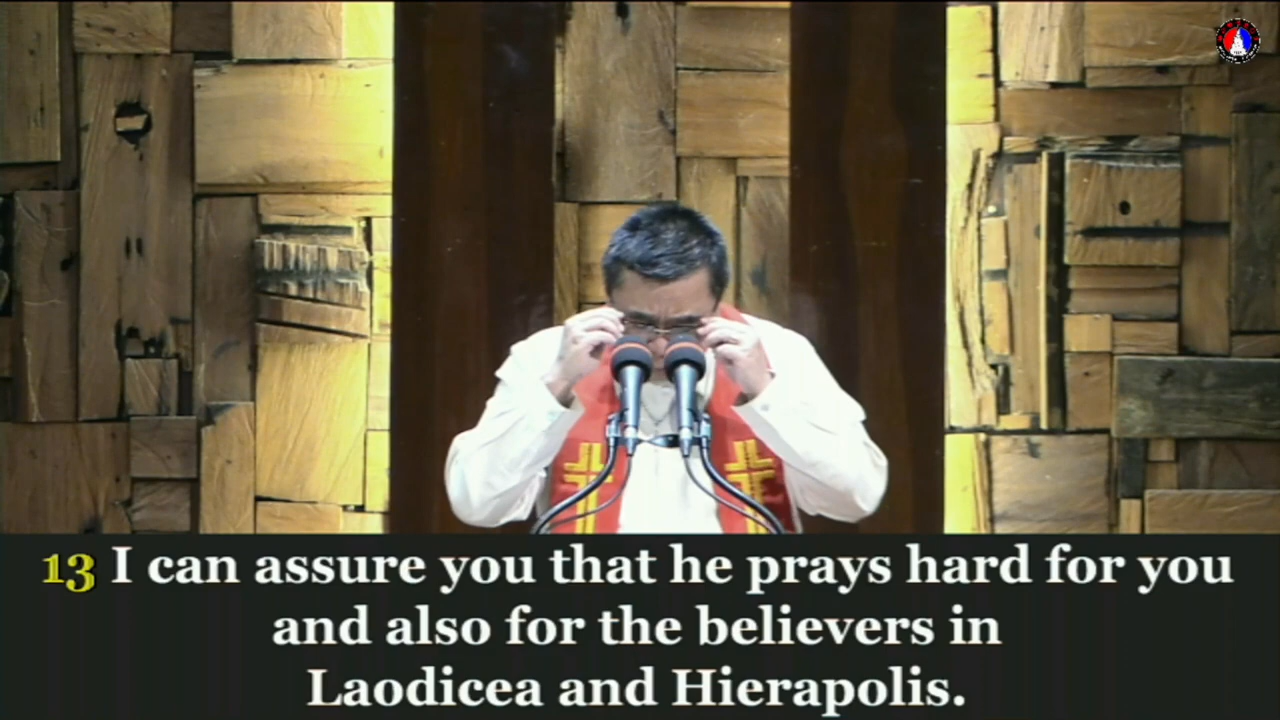 13 I can assure you that he prays hard for you
and also for the believers in
Laodicea and Hierapolis.